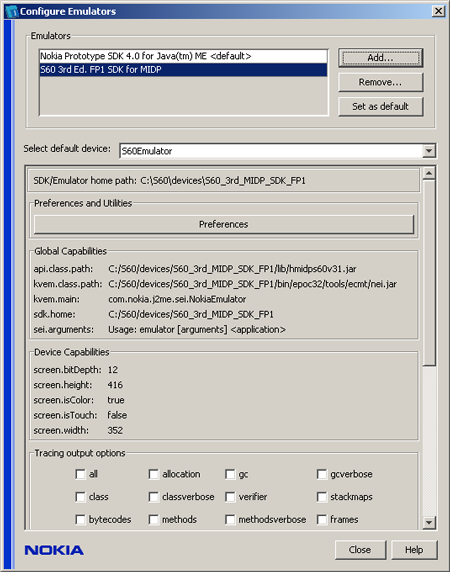 Configure Emulators
Emulators
Nokia Prototype SDK 4.0 for Java(tm) ME <default>
S60 3rd Ed. FP1 SDK for MIDP
Add...
Remove...
Set as default
Select default device: S60Emulator
SDK/Emulator home path: C:\S60\devices\S60_3rd_MIDP_SDK_FP1
Preferences and Utilities
Preferences
Global Capabilities
api.class.path: C:/S60/devices/S60_3rd_MIDP_SDK_FP1/lib/hmidps60v31.jar
kvem.class.path: C:/S60/devices/S60_3rd_MIDP_SDK_FP1/bin/epoc32/tools/ecmt/nei.jar
kvem.main: com.nokia.j2me.sei.NokiaEmulator
sdk.home: C:/S60/devices/S60_3rd_MIDP_SDK_FP1
sei.arguments: Usage: emulator [arguments] <application>
Device Capabilities
screen.bitDepth: 12
screen.height: 416
screen.isColor: true
screen.isTouch: false
screen.width: 352
Tracing output options
all allocation gc gcverbose
class classverbose verifier stackmaps
bytecodes methods methodsverbose frames
NOKIA Close Help